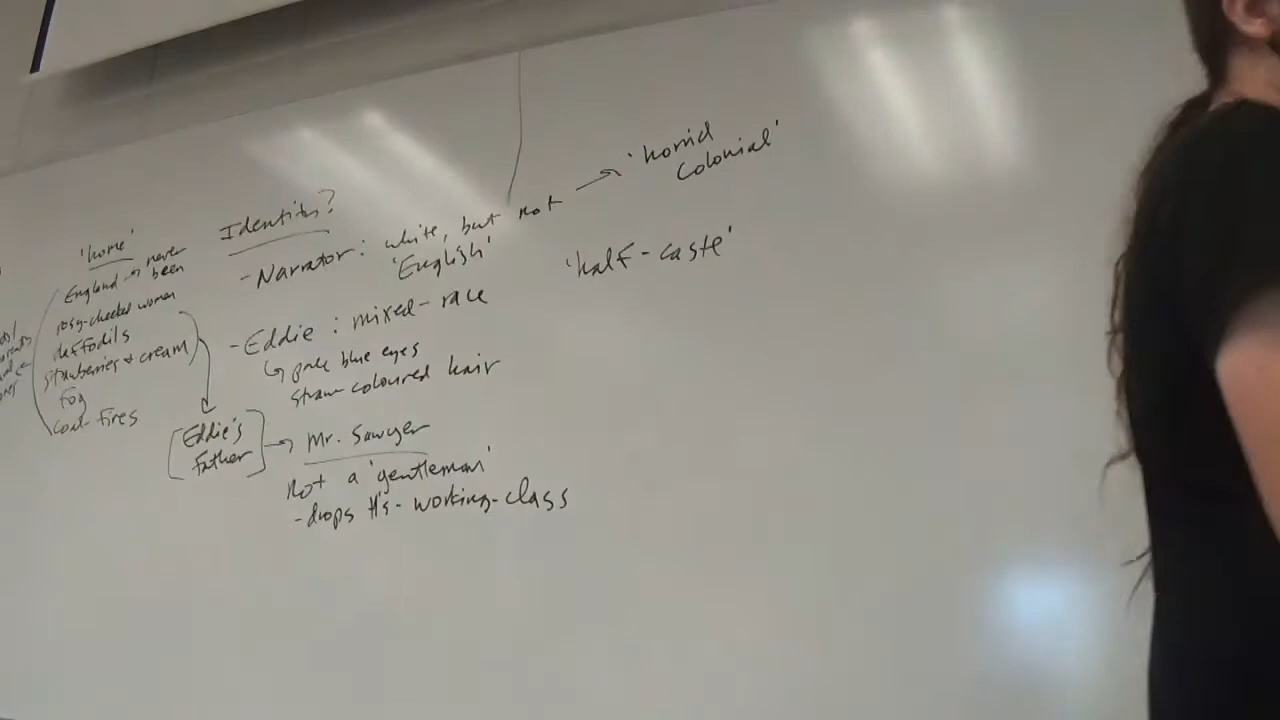 'home'
England → never
been
rosy-cheeked women
daffodils
strawberries + cream
fog
coal fires
Identity?
- Narrator: white, but not → 'horrid
colonial'
'English'
'half-caste'
- Eddie: mixed-race
↳ pale blue eyes
straw-coloured hair
[Eddie's
Father] → Mr. Sawyer
not a 'gentleman'
- drops H's - working-class